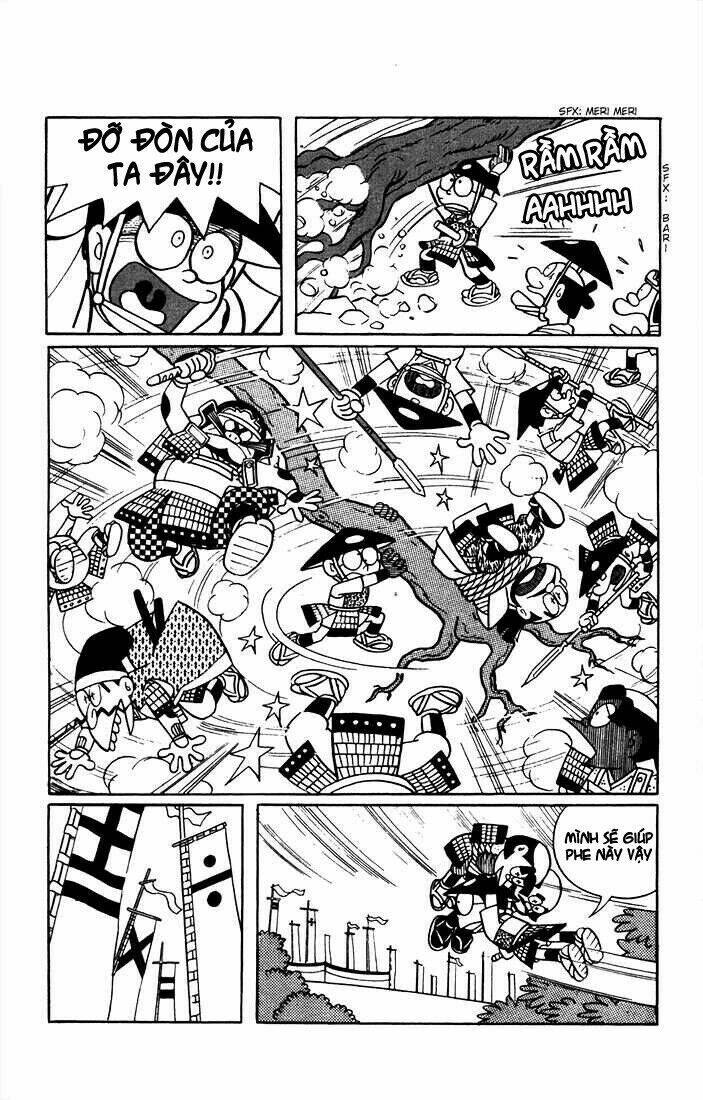 ĐỠ ĐÒN CỦA
TA ĐÂY!!
SFX: MERI MERI
RẦM RẦM
AAHHHH
SFX: BARI
MÌNH SẼ GIÚP
PHE NÀY VẬY